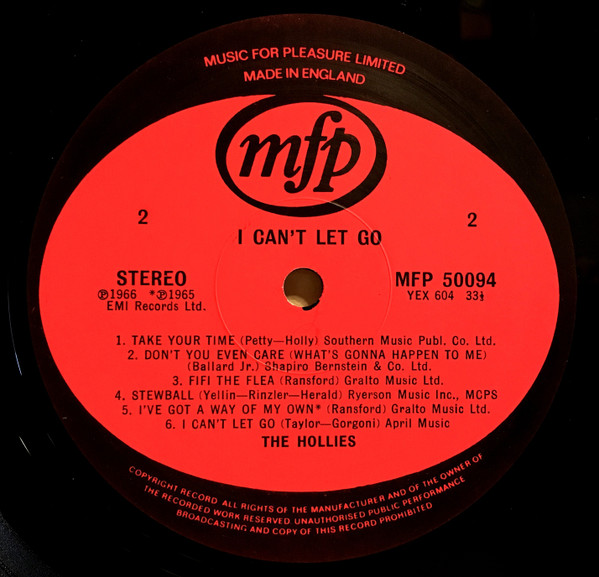 MUSIC FOR PLEASURE LIMITED
MADE IN ENGLAND
mfp
2 2
I CAN'T LET GO
STEREO MFP 50094
Ⓟ1966 *Ⓟ1965 YEX 604 33⅓
EMI Records Ltd.
1. TAKE YOUR TIME (Petty—Holly) Southern Music Publ. Co. Ltd.
2. DON'T YOU EVEN CARE (WHAT'S GONNA HAPPEN TO ME)
(Ballard Jr.) Shapiro Bernstein & Co. Ltd.
3. FIFI THE FLEA (Ransford) Gralto Music Ltd.
4. STEWBALL (Yellin—Rinzler—Herald) Ryerson Music Inc., MCPS
5. I'VE GOT A WAY OF MY OWN* (Ransford) Gralto Music Ltd.
6. I CAN'T LET GO (Taylor—Gorgoni) April Music
THE HOLLIES
COPYRIGHT RECORD ALL RIGHTS OF THE MANUFACTURER AND OF THE OWNER OF
THE RECORDED WORK RESERVED UNAUTHORISED PUBLIC PERFORMANCE
BROADCASTING AND COPY OF THIS RECORD PROHIBITED